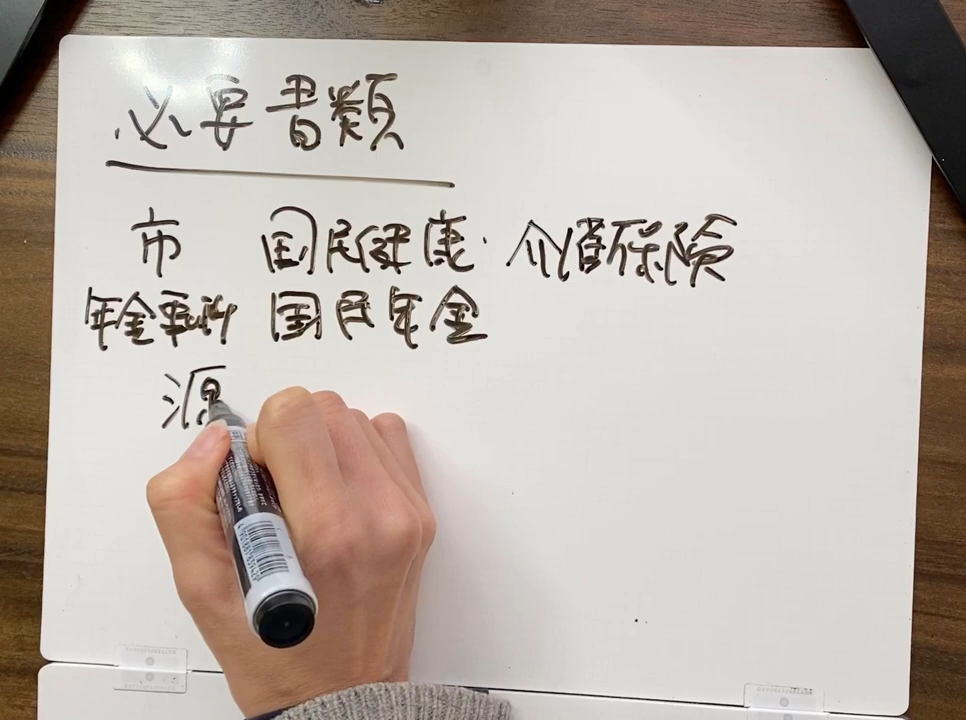 必要書類
市 国民健康・介護保険
年金事務所 国民年金
源